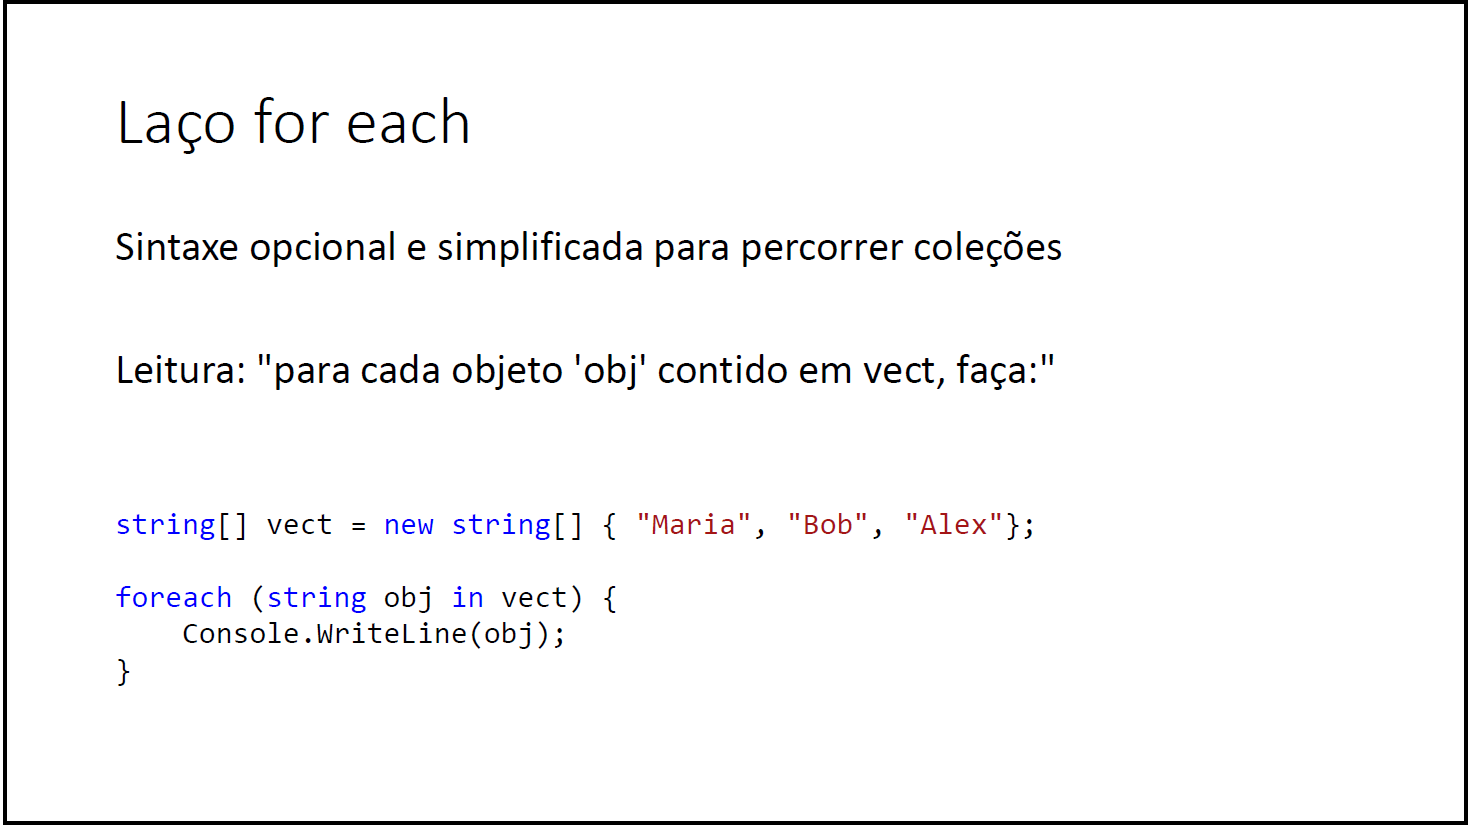 Laço for each
Sintaxe opcional e simplificada para percorrer coleções
Leitura: "para cada objeto 'obj' contido em vect, faça:"
string[] vect = new string[] { "Maria", "Bob", "Alex"};
foreach (string obj in vect) {
    Console.WriteLine(obj);
}